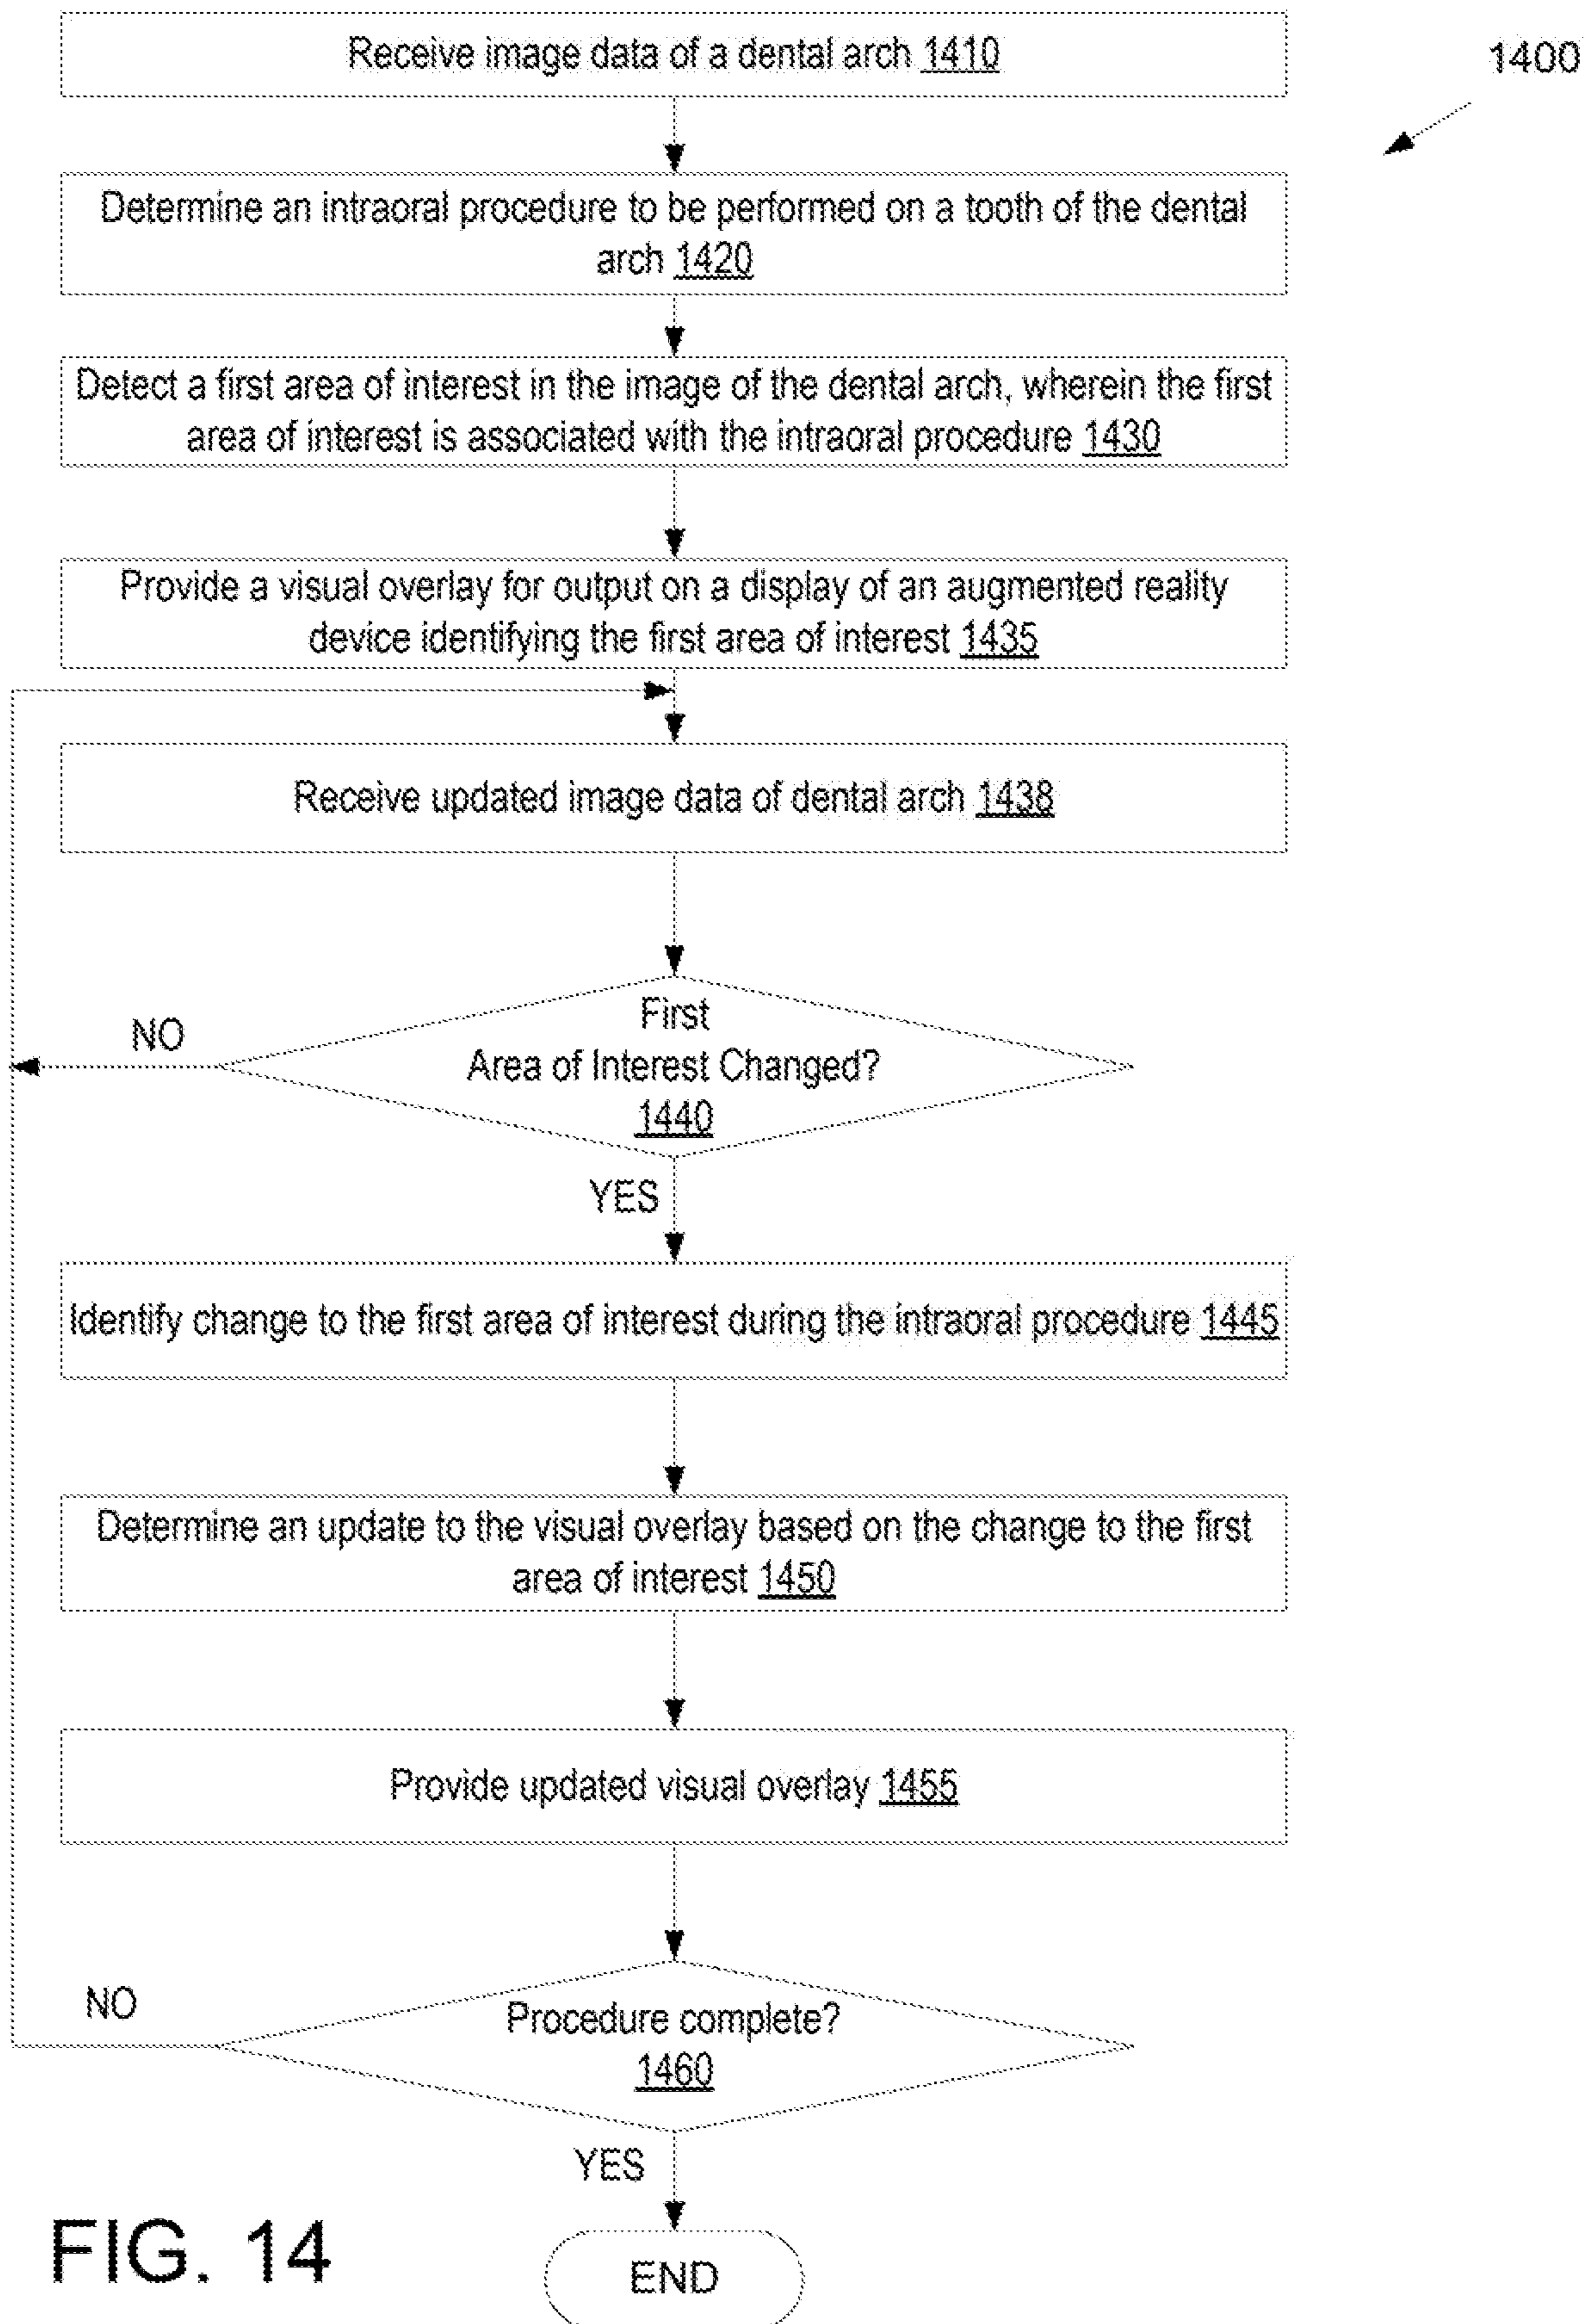 Receive image data of a dental arch 1410
1400
Determine an intraoral procedure to be performed on a tooth of the dental
arch 1420
Detect a first area of interest in the image of the dental arch, wherein the first
area of interest is associated with the intraoral procedure 1430
Provide a visual overlay for output on a display of an augmented reality
device identifying the first area of interest 1435
Receive updated image data of dental arch 1438
First
Area of Interest Changed?
1440
NO
YES
Identify change to the first area of interest during the intraoral procedure 1445
Determine an update to the visual overlay based on the change to the first
area of interest 1450
Provide updated visual overlay 1455
Procedure complete?
1460
NO
YES
END
FIG. 14